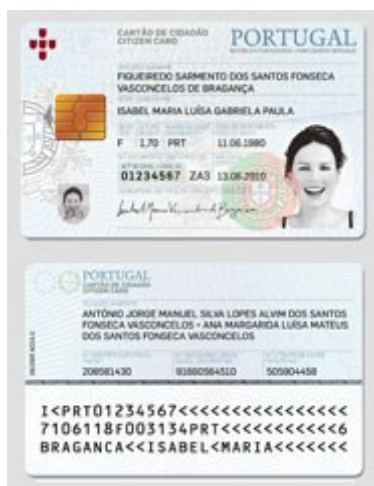 CARTÃO DE CIDADÃO
CITIZEN CARD
PORTUGAL
FIGUEIREDO SARMENTO DOS SANTOS FONSECA
VASCONCELOS DE BRAGANÇA
ISABEL MARIA LUÍSA GABRIELA PAULA
F 1,70 PRT 11.06.1980
01234567 ZA3 13.08.2010
PORTUGAL
CARTÃO DE CIDADÃO
CITIZEN CARD
ANTÓNIO JORGE MANUEL SILVA LOPES ALVIM DOS SANTOS
FONSECA VASCONCELOS * ANA MARGARIDA LUÍSA MATEUS
DOS SANTOS FONSECA VASCONCELOS
I<PRT01234567<<<<<<<<<<<<<<<<<
7106118F003134PRT<<<<<<<<<<<6
BRAGANCA<<ISABEL<MARIA<<<<<<<